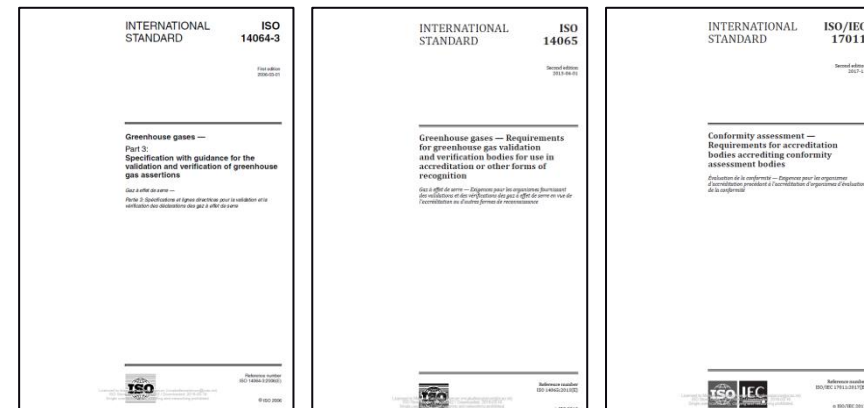 INTERNATIONAL
STANDARD
ISO
14064-3
First edition
2006-03-01
Greenhouse gases —
Part 3:
Specification with guidance for the
validation and verification of greenhouse
gas assertions
Gaz à effet de serre —
Partie 3: Spécifications et lignes directrices pour la validation et la
vérification des déclarations des gaz à effet de serre
ISO
Reference number
ISO 14064-3:2006(E)
© ISO 2006
INTERNATIONAL
STANDARD
ISO
14065
Second edition
2013-04-01
Greenhouse gases — Requirements
for greenhouse gas validation
and verification bodies for use in
accreditation or other forms of
recognition
Gaz à effet de serre — Exigences pour les organismes fournissant
des validations et des vérifications des gaz à effet de serre en vue de
l'accréditation ou d'autres formes de reconnaissance
ISO
Reference number
ISO 14065:2013(E)
INTERNATIONAL
STANDARD
ISO/IEC
17011
Second edition
Conformity assessment —
Requirements for accreditation
bodies accrediting conformity
assessment bodies
Évaluation de la conformité — Exigences pour les organismes
d'accréditation procédant à l'accréditation d'organismes d'évaluation
de la conformité
ISO IEC
Reference number